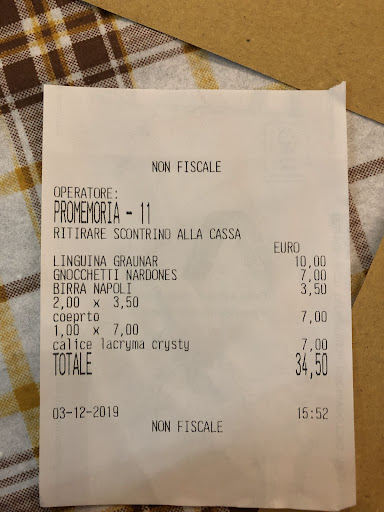 NON FISCALE
OPERATORE:
PROMEMORIA - 11
RITIRARE SCONTRINO ALLA CASSA
EURO
LINGUINA GRAUNAR 10,00
GNOCCHETTI NARDONES 7,00
BIRRA NAPOLI 3,50
2,00 x 3,50
coeprto 7,00
1,00 x 7,00
calice lacryma crysty 7,00
TOTALE 34,50
03-12-2019 15:52
NON FISCALE